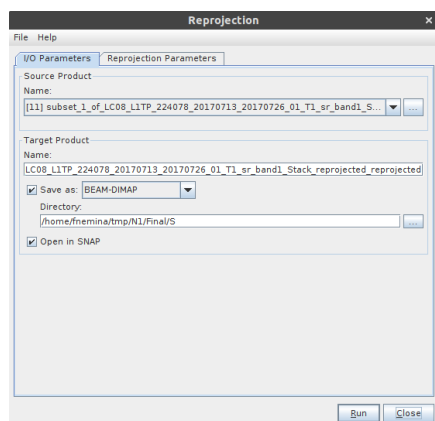 Reprojection ×
File Help
I/O Parameters Reprojection Parameters
Source Product
Name:
[11] subset_1_of_LC08_L1TP_224078_20170713_20170726_01_T1_sr_band1_S... ...
Target Product
Name:
LC08_L1TP_224078_20170713_20170726_01_T1_sr_band1_Stack_reprojected_reprojected
Save as: BEAM-DIMAP
Directory:
/home/fnemina/tmp/N1/Final/S ...
Open in SNAP
Run Close